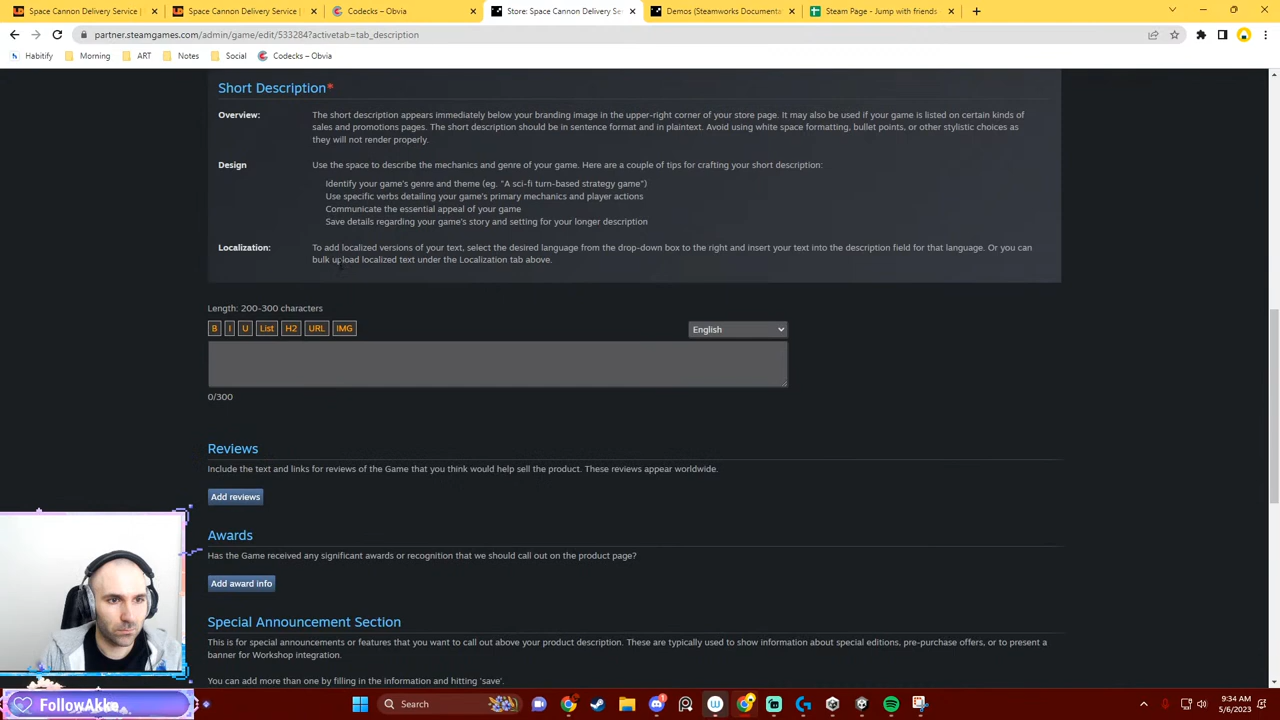 Space Cannon Delivery Service |
Space Cannon Delivery Service |
Codecks – Obvia
Store: Space Cannon Delivery Se
Demos (Steamworks Documenta
Steam Page - Jump with friends
partner.steamgames.com/admin/game/edit/533284?activetab=tab_description
Habitify
Morning
ART
Notes
Social
Codecks – Obvia
Short Description*
Overview: The short description appears immediately below your branding image in the upper-right corner of your store page. It may also be used if your game is listed on certain kinds of
sales and promotions pages. The short description should be in sentence format and in plaintext. Avoid using white space formatting, bullet points, or other stylistic choices as
they will not render properly.
Design Use the space to describe the mechanics and genre of your game. Here are a couple of tips for crafting your short description:
Identify your game's genre and theme (eg. "A sci-fi turn-based strategy game")
Use specific verbs detailing your game's primary mechanics and player actions
Communicate the essential appeal of your game
Save details regarding your game's story and setting for your longer description
Localization: To add localized versions of your text, select the desired language from the drop-down box to the right and insert your text into the description field for that language. Or you can
bulk upload localized text under the Localization tab above.
Length: 200-300 characters
B I U List H2 URL IMG English
0/300
Reviews
Include the text and links for reviews of the Game that you think would help sell the product. These reviews appear worldwide.
Add reviews
Awards
Has the Game received any significant awards or recognition that we should call out on the product page?
Add award info
Special Announcement Section
This is for special announcements or features that you want to call out above your product description. These are typically used to show information about special editions, pre-purchase offers, or to present a
banner for Workshop integration.
You can add more than one by filling in the information and hitting 'save'.
FollowAkke
Search
9:34 AM
5/6/2023